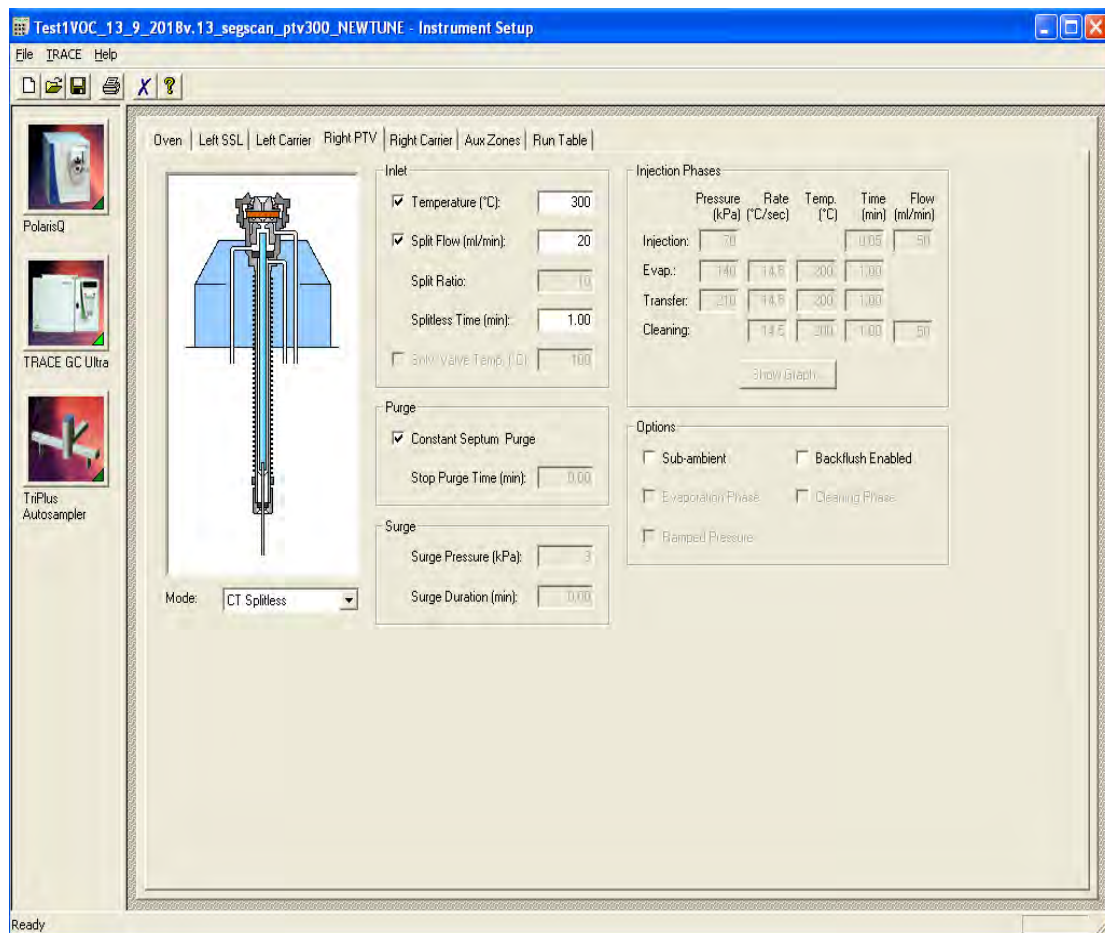 Test1VOC_13_9_2018v.13_segscan_ptv300_NEWTUNE - Instrument Setup
File TRACE Help
PolarisQ
TRACE GC Ultra
TriPlus
Autosampler
Oven Left SSL Left Carrier Right PTV Right Carrier Aux Zones Run Table
Mode: CT Splitless
Inlet
Temperature (°C): 300
Split Flow (ml/min): 20
Split Ratio: 10
Splitless Time (min): 1.00
Solv. Valve Temp. (°C): 100
Purge
Constant Septum Purge
Stop Purge Time (min): 0.00
Surge
Surge Pressure (kPa): 3
Surge Duration (min): 0.00
Injection Phases
Pressure Rate Temp. Time Flow
(kPa) (°C/sec) (°C) (min) (ml/min)
Injection: 70 0.05 50
Evap.: 140 14.5 200 1.00
Transfer: 210 14.5 200 1.00
Cleaning: 14.5 200 1.00 50
Show Graph...
Options
Sub-ambient Backflush Enabled
Evaporation Phase Cleaning Phase
Ramped Pressure
Ready